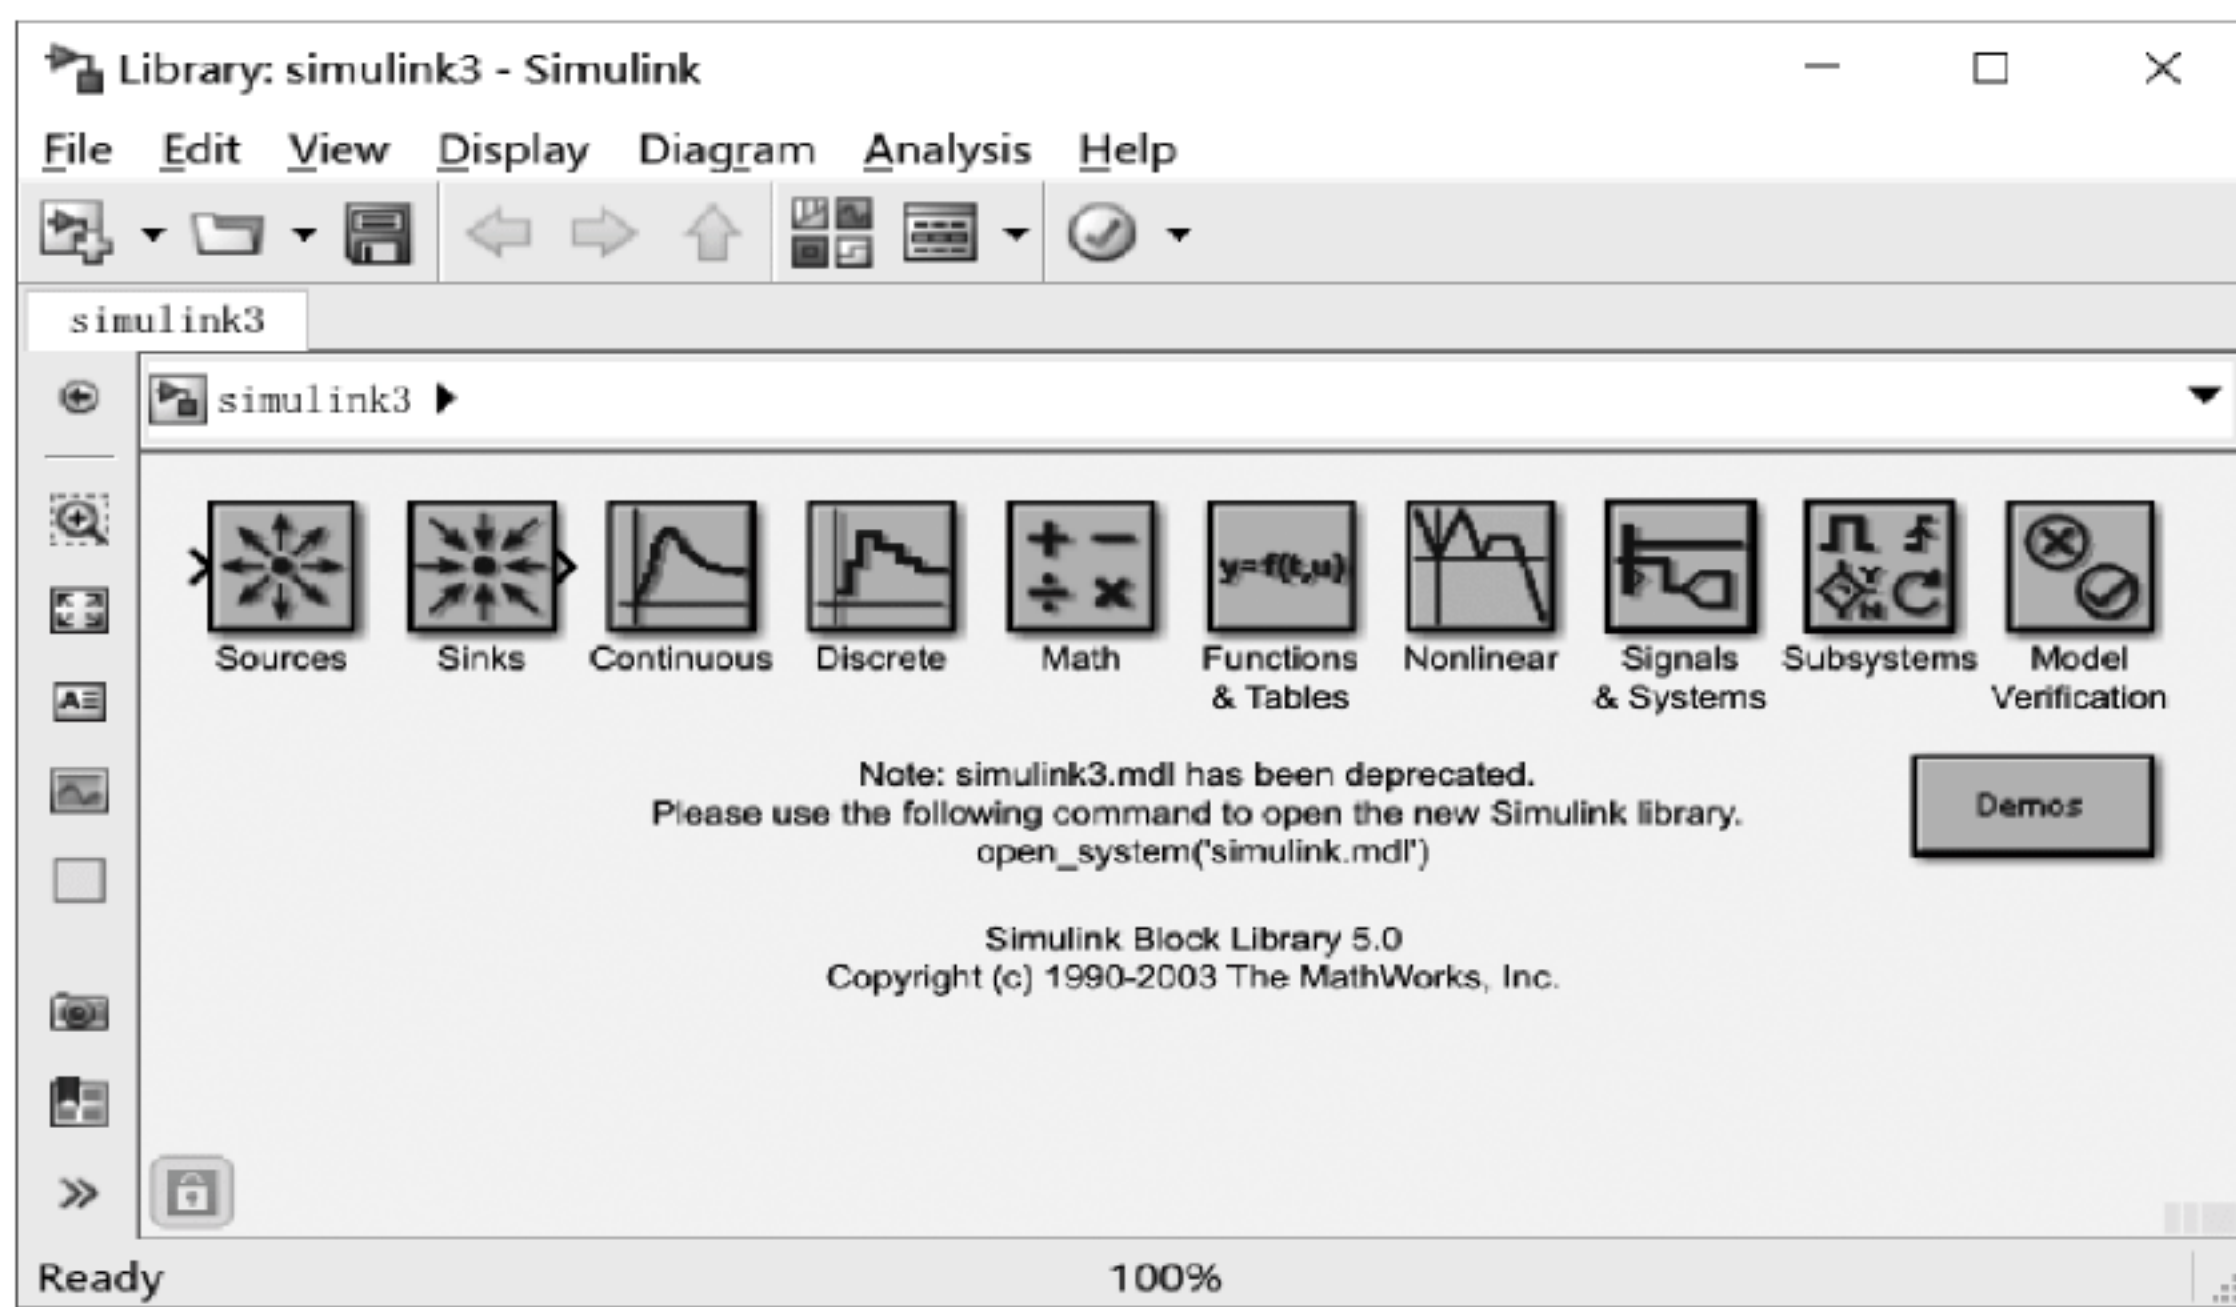 Library: simulink3 - Simulink
File Edit View Display Diagram Analysis Help
simulink3
simulink3
y=f(t,u)
Sources Sinks Continuous Discrete Math Functions & Tables Nonlinear Signals & Systems Subsystems Model Verification
Note: simulink3.mdl has been deprecated.
Please use the following command to open the new Simulink library.
open_system('simulink.mdl')
Demos
Simulink Block Library 5.0
Copyright (c) 1990-2003 The MathWorks, Inc.
Ready 100%